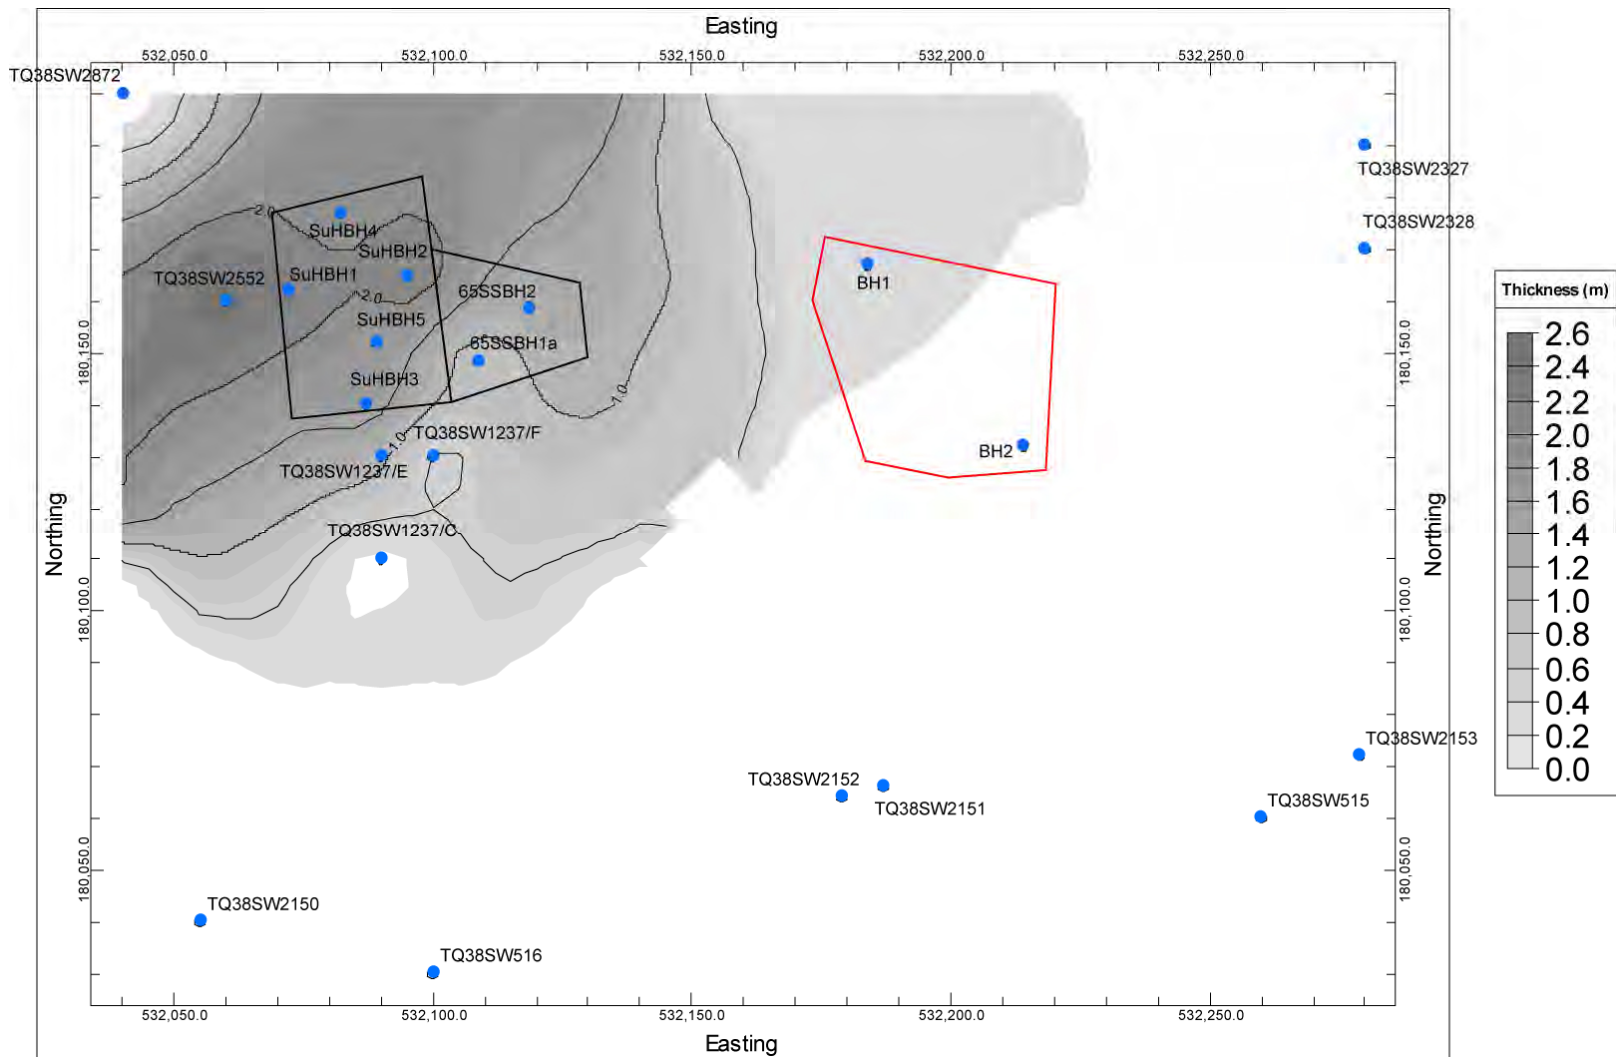 Easting
532,050.0
532,100.0
532,150.0
532,200.0
532,250.0
TQ38SW2872
TQ38SW2327
TQ38SW2328
2.0
SuHBH4
SuHBH2
TQ38SW2552
SuHBH1
2.0
65SSBH2
BH1
SuHBH5
65SSBH1a
SuHBH3
1.0
1.0
TQ38SW1237/F
TQ38SW1237/E
BH2
TQ38SW1237/C
180,150.0
180,150.0
Northing
Northing
180,100.0
180,100.0
Thickness (m)
2.6
2.4
2.2
2.0
1.8
1.6
1.4
1.2
1.0
0.8
0.6
0.4
0.2
0.0
TQ38SW2153
TQ38SW2152
TQ38SW2151
TQ38SW515
180,050.0
180,050.0
TQ38SW2150
TQ38SW516
532,050.0
532,100.0
532,150.0
532,200.0
532,250.0
Easting